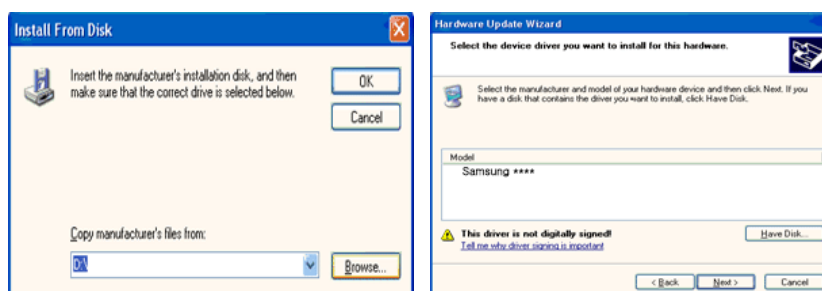 Install From Disk
Insert the manufacturer's installation disk, and then
make sure that the correct drive is selected below.
OK
Cancel
Copy manufacturer's files from:
D:\
Browse...
Hardware Update Wizard
Select the device driver you want to install for this hardware.
Select the manufacturer and model of your hardware device and then click Next. If you
have a disk that contains the driver you want to install, click Have Disk.
Model
Samsung ****
This driver is not digitally signed!
Tell me why driver signing is important
Have Disk...
< Back
Next >
Cancel